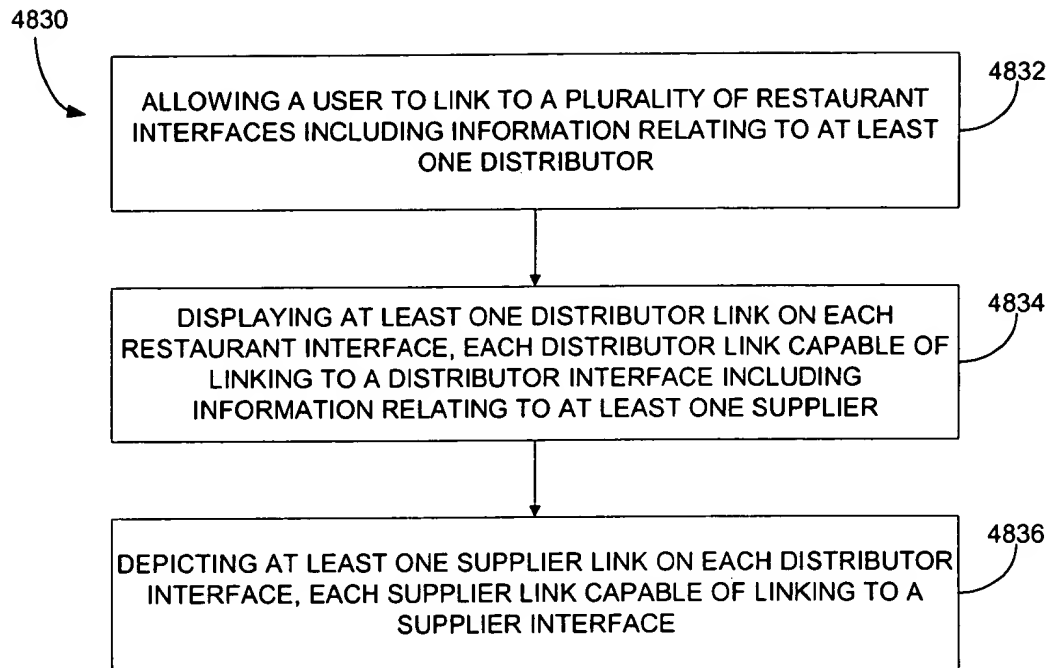 4830
4832
ALLOWING A USER TO LINK TO A PLURALITY OF RESTAURANT
INTERFACES INCLUDING INFORMATION RELATING TO AT LEAST
ONE DISTRIBUTOR
4834
DISPLAYING AT LEAST ONE DISTRIBUTOR LINK ON EACH
RESTAURANT INTERFACE, EACH DISTRIBUTOR LINK CAPABLE OF
LINKING TO A DISTRIBUTOR INTERFACE INCLUDING
INFORMATION RELATING TO AT LEAST ONE SUPPLIER
4836
DEPICTING AT LEAST ONE SUPPLIER LINK ON EACH DISTRIBUTOR
INTERFACE, EACH SUPPLIER LINK CAPABLE OF LINKING TO A
SUPPLIER INTERFACE